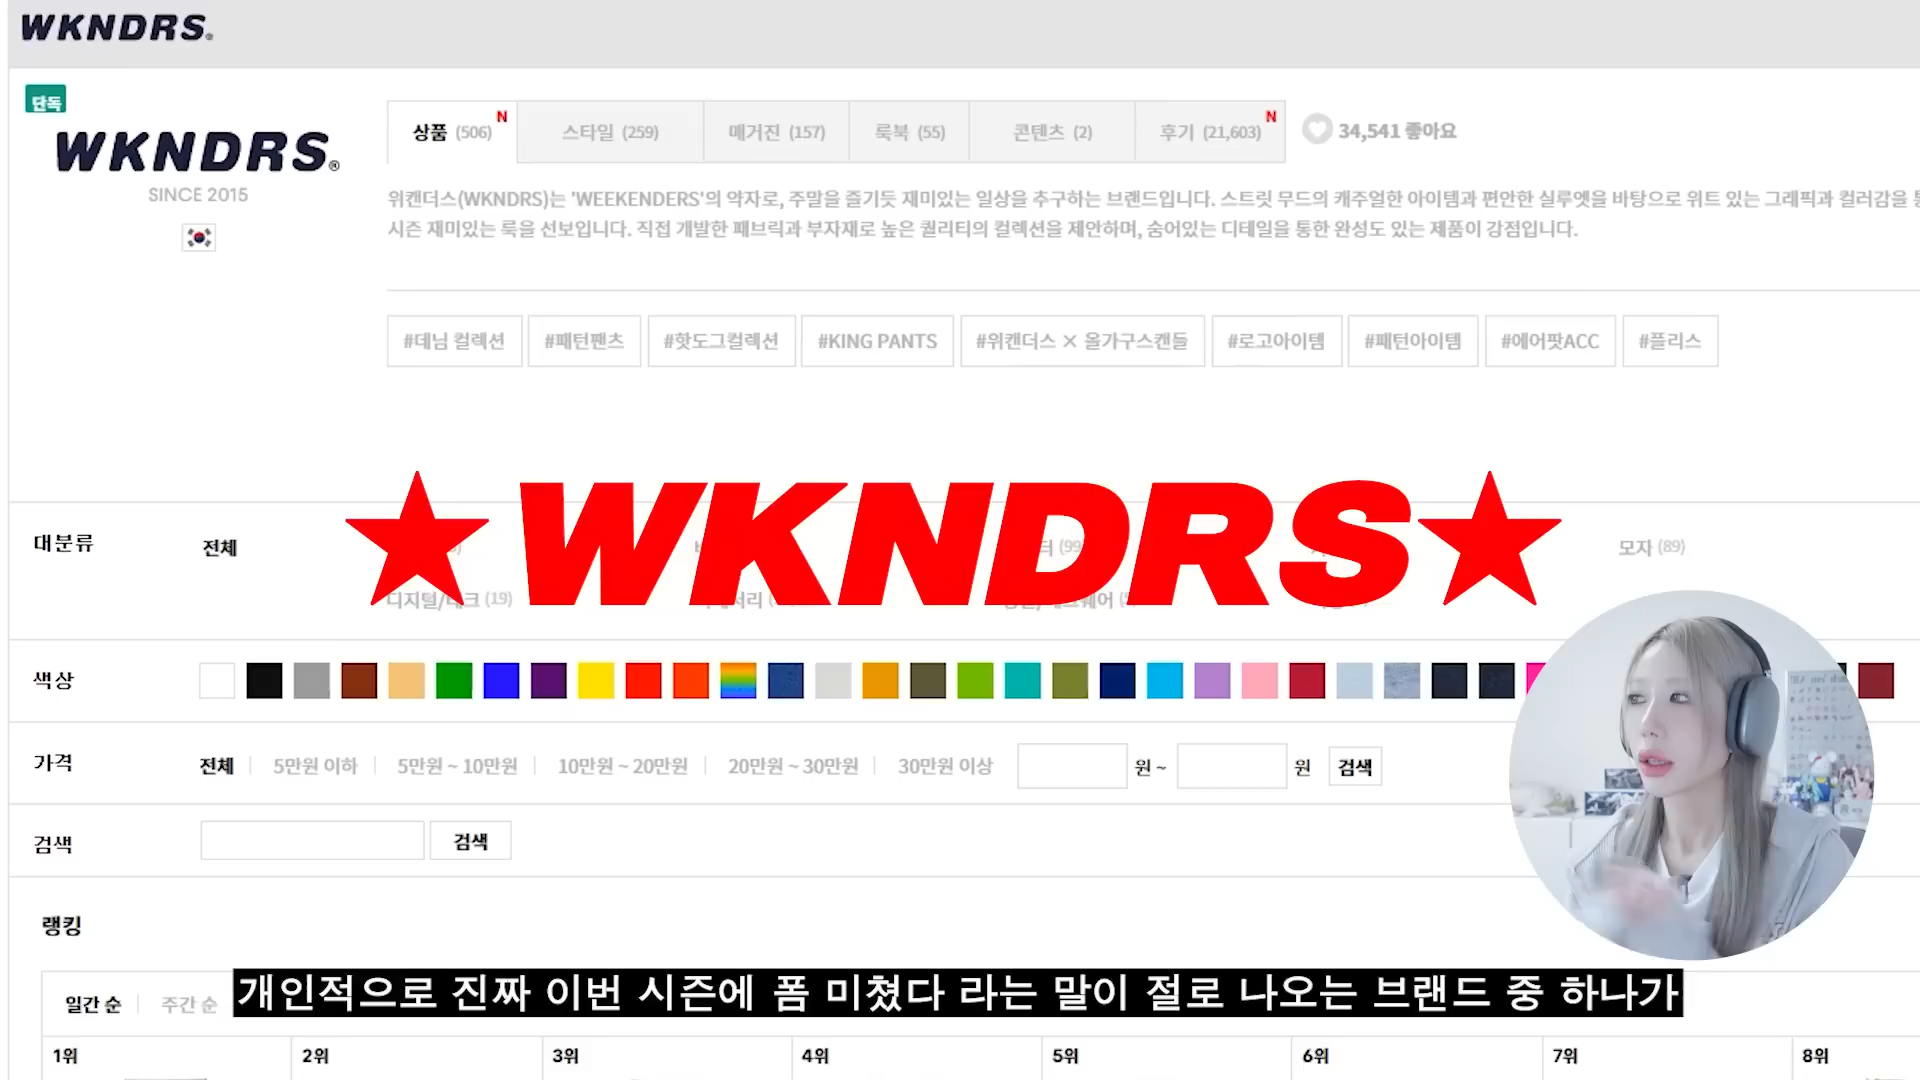 WKNDRS®
단독
WKNDRS®
SINCE 2015
상품 (506) N
스타일 (259)
매거진 (157)
룩북 (55)
콘텐츠 (2)
후기 (21,603) N
34,541 좋아요
위캔더스(WKNDRS)는 'WEEKENDERS'의 약자로, 주말을 즐기듯 재미있는 일상을 추구하는 브랜드입니다. 스트릿 무드의 캐주얼한 아이템과 편안한 실루엣을 바탕으로 위트 있는 그래픽과 컬러감을
시즌 재미있는 룩을 선보입니다. 직접 개발한 패브릭과 부자재로 높은 퀄리티의 컬렉션을 제안하며, 숨어있는 디테일을 통한 완성도 있는 제품이 강점입니다.
#데님 컬렉션
#패턴팬츠
#핫도그컬렉션
#KING PANTS
#위캔더스 × 올가구스캔들
#로고아이템
#패턴아이템
#에어팟ACC
#플리스
★WKNDRS★
대분류
전체
모자 (89)
디지털/테크 (19)
색상
가격
전체
5만원 이하
5만원 ~ 10만원
10만원 ~ 20만원
20만원 ~ 30만원
30만원 이상
원 ~
원
검색
검색
검색
랭킹
일간 순
주간 순
개인적으로 진짜 이번 시즌에 폼 미쳤다 라는 말이 절로 나오는 브랜드 중 하나가
1위
2위
3위
4위
5위
6위
7위
8위